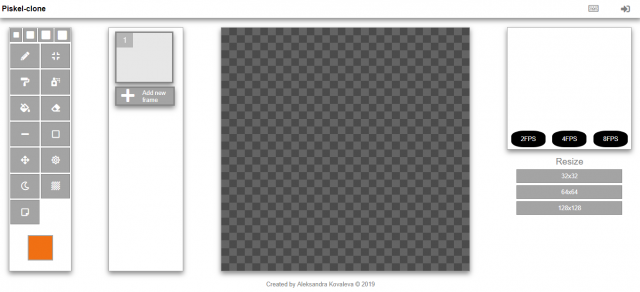 Piskel-clone
1
Add new
frame
2FPS 4FPS 8FPS
Resize
32x32
64x64
128x128
Created by Aleksandra Kovaleva © 2019